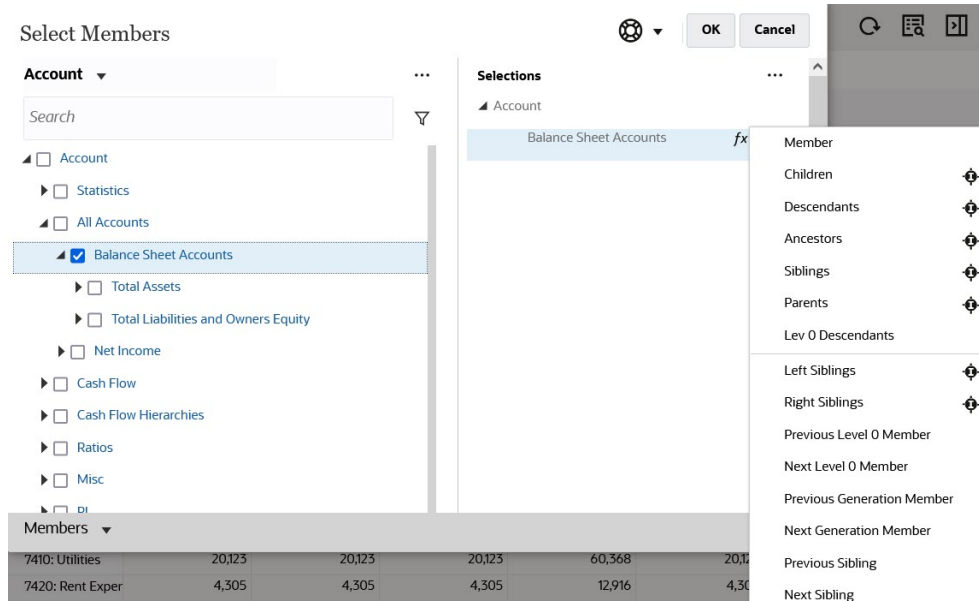 Select Members
OK
Cancel
Account
Search
Account
Statistics
All Accounts
Balance Sheet Accounts
Total Assets
Total Liabilities and Owners Equity
Net Income
Cash Flow
Cash Flow Hierarchies
Ratios
Misc
Selections
Account
Balance Sheet Accounts fx
Member
Children
Descendants
Ancestors
Siblings
Parents
Lev 0 Descendants
Left Siblings
Right Siblings
Previous Level 0 Member
Next Level 0 Member
Previous Generation Member
Next Generation Member
Previous Sibling
Next Sibling
Members
7410: Utilities 20,123 20,123 20,123 60,368
7420: Rent Exper 4,305 4,305 4,305 12,916